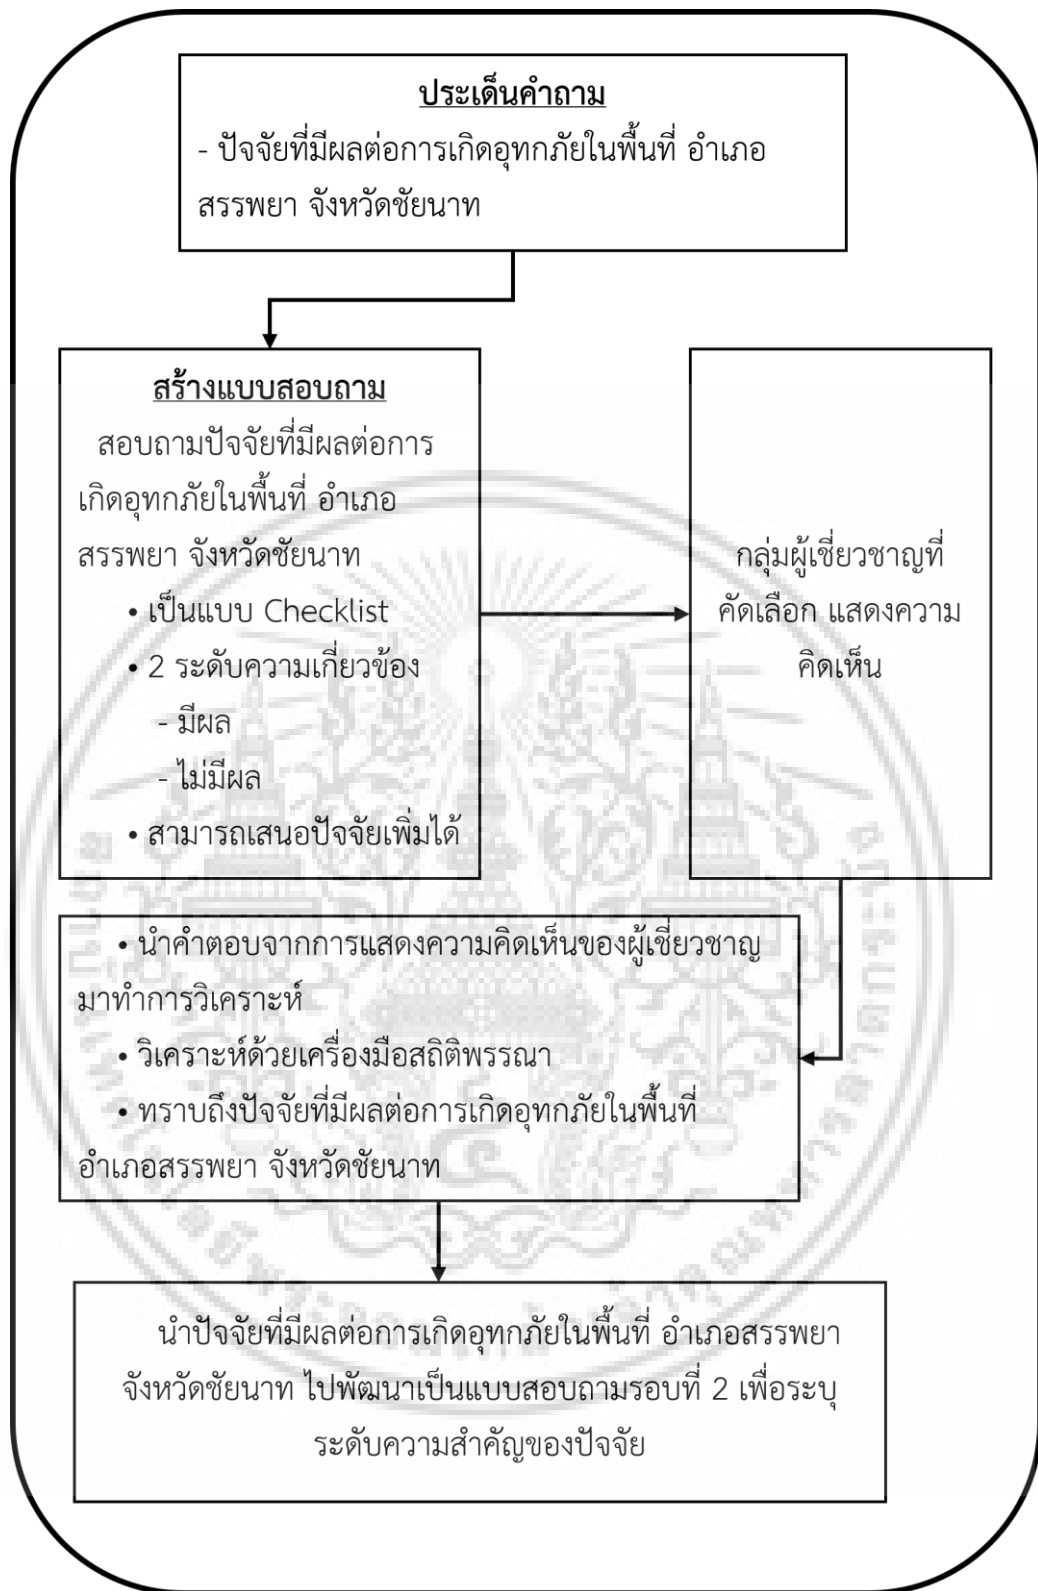 ประเด็นคำถาม
- ปัจจัยที่มีผลต่อการเกิดอุทกภัยในพื้นที่ อำเภอ
สรรพยา จังหวัดชัยนาท
สร้างแบบสอบถาม
สอบถามปัจจัยที่มีผลต่อการ
เกิดอุทกภัยในพื้นที่ อำเภอ
สรรพยา จังหวัดชัยนาท
• เป็นแบบ Checklist
• 2 ระดับความเกี่ยวข้อง
- มีผล
- ไม่มีผล
• สามารถเสนอปัจจัยเพิ่มได้
กลุ่มผู้เชี่ยวชาญที่
คัดเลือก แสดงความ
คิดเห็น
• นำคำตอบจากการแสดงความคิดเห็นของผู้เชี่ยวชาญ
มาทำการวิเคราะห์
• วิเคราะห์ด้วยเครื่องมือสถิติพรรณา
• ทราบถึงปัจจัยที่มีผลต่อการเกิดอุทกภัยในพื้นที่
อำเภอสรรพยา จังหวัดชัยนาท
นำปัจจัยที่มีผลต่อการเกิดอุทกภัยในพื้นที่ อำเภอสรรพยา
จังหวัดชัยนาท ไปพัฒนาเป็นแบบสอบถามรอบที่ 2 เพื่อระบุ
ระดับความสำคัญของปัจจัย